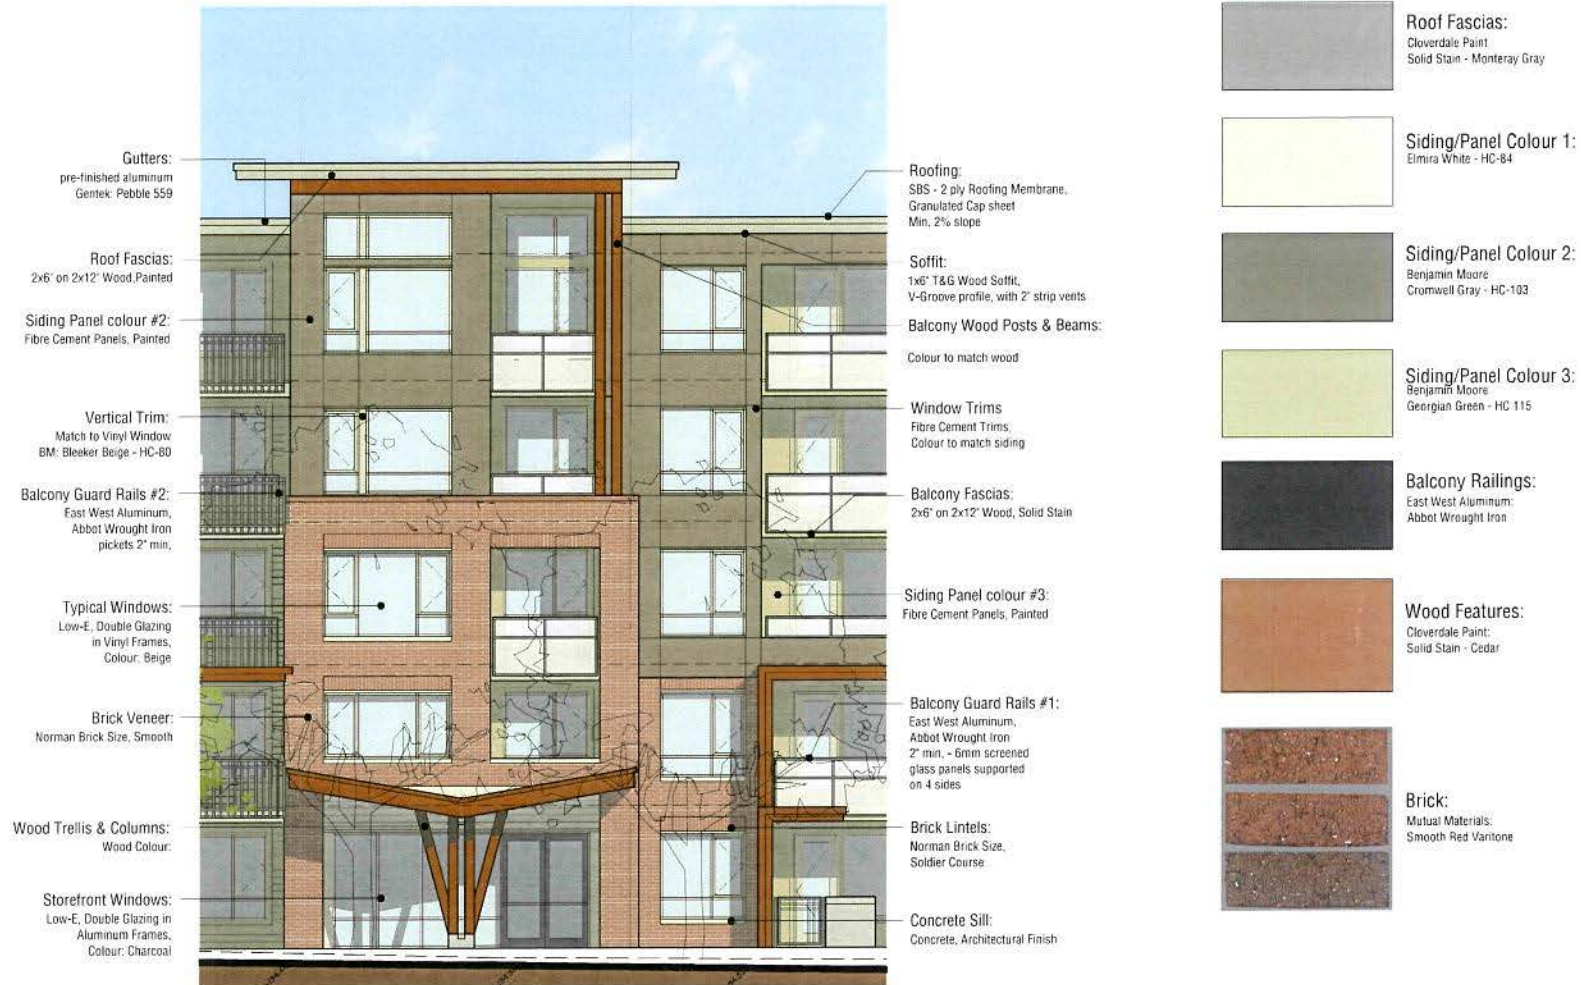 Gutters:
pre-finished aluminum
Gentek: Pebble 559
Roof Fascias:
2x6" on 2x12" Wood,Painted
Siding Panel colour #2:
Fibre Cement Panels, Painted
Vertical Trim:
Match to Vinyl Window
BM: Bleeker Beige - HC-80
Balcony Guard Rails #2:
East West Aluminum,
Abbot Wrought Iron
pickets 2" min,
Typical Windows:
Low-E, Double Glazing
in Vinyl Frames,
Colour: Beige
Brick Veneer:
Norman Brick Size, Smooth
Wood Trellis & Columns:
Wood Colour:
Storefront Windows:
Low-E, Double Glazing in
Aluminum Frames,
Colour: Charcoal
Roofing:
SBS - 2 ply Roofing Membrane,
Granulated Cap sheet
Min. 2% slope
Soffit:
1x6" T&G Wood Soffit,
V-Groove profile, with 2" strip vents
Balcony Wood Posts & Beams:
Colour to match wood
Window Trims
Fibre Cement Trims,
Colour to match siding
Balcony Fascias:
2x6" on 2x12" Wood, Solid Stain
Siding Panel colour #3:
Fibre Cement Panels, Painted
Balcony Guard Rails #1:
East West Aluminum,
Abbot Wrought Iron
2" min. - 6mm screened
glass panels supported
on 4 sides
Brick Lintels:
Norman Brick Size,
Soldier Course
Concrete Sill:
Concrete, Architectural Finish
Roof Fascias:
Cloverdale Paint
Solid Stain - Monteray Gray
Siding/Panel Colour 1:
Elmira White - HC-84
Siding/Panel Colour 2:
Benjamin Moore
Cromwell Gray - HC-103
Siding/Panel Colour 3:
Benjamin Moore
Georgian Green - HC 115
Balcony Railings:
East West Aluminum:
Abbot Wrought Iron
Wood Features:
Cloverdale Paint:
Solid Stain - Cedar
Brick:
Mutual Materials:
Smooth Red Varitone